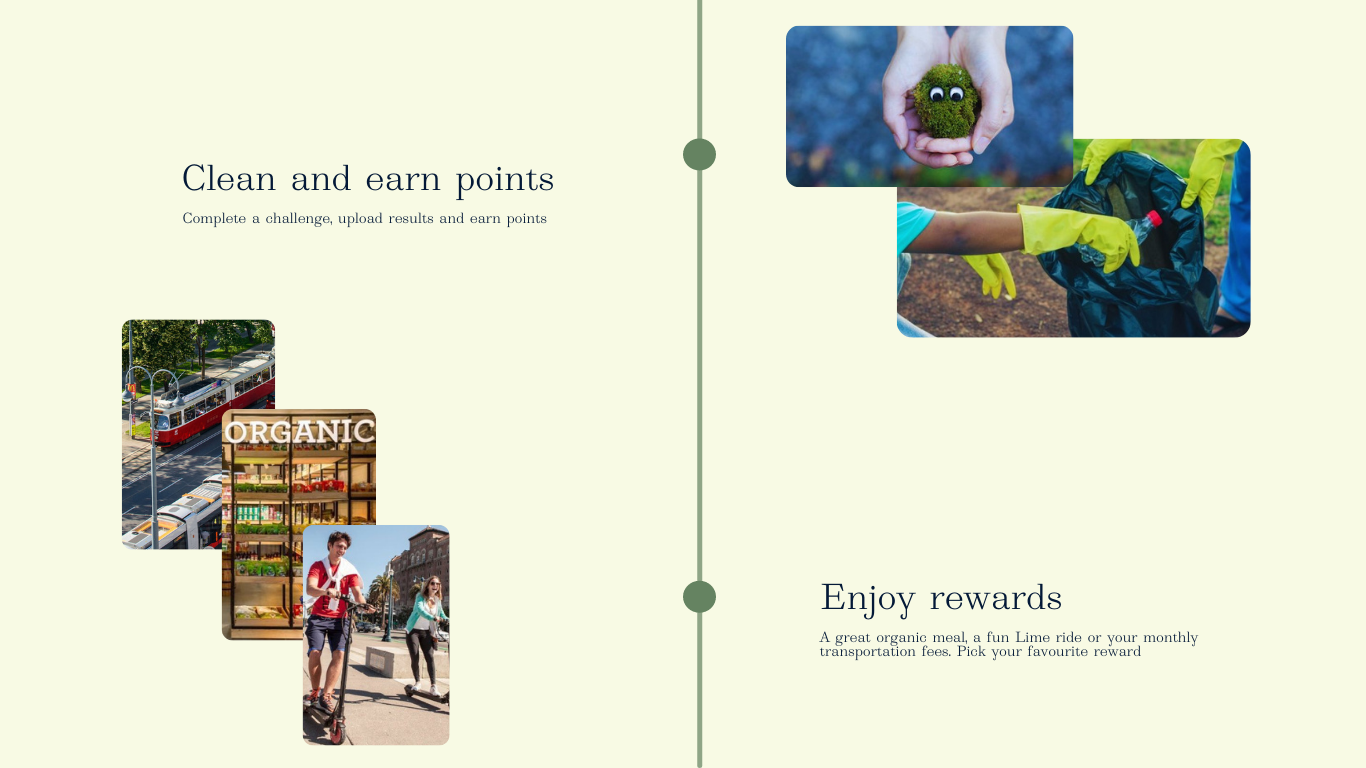 Clean and earn points
Complete a challenge, upload results and earn points
ORGANIC
Enjoy rewards
A great organic meal, a fun Lime ride or your monthly
transportation fees. Pick your favourite reward